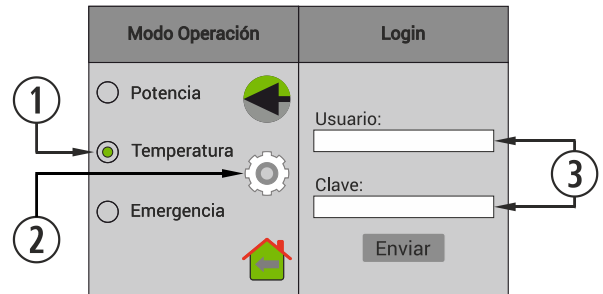 Modo Operación
Login
1
Potencia
Usuario:
Temperatura
3
Clave:
2
Emergencia
Enviar